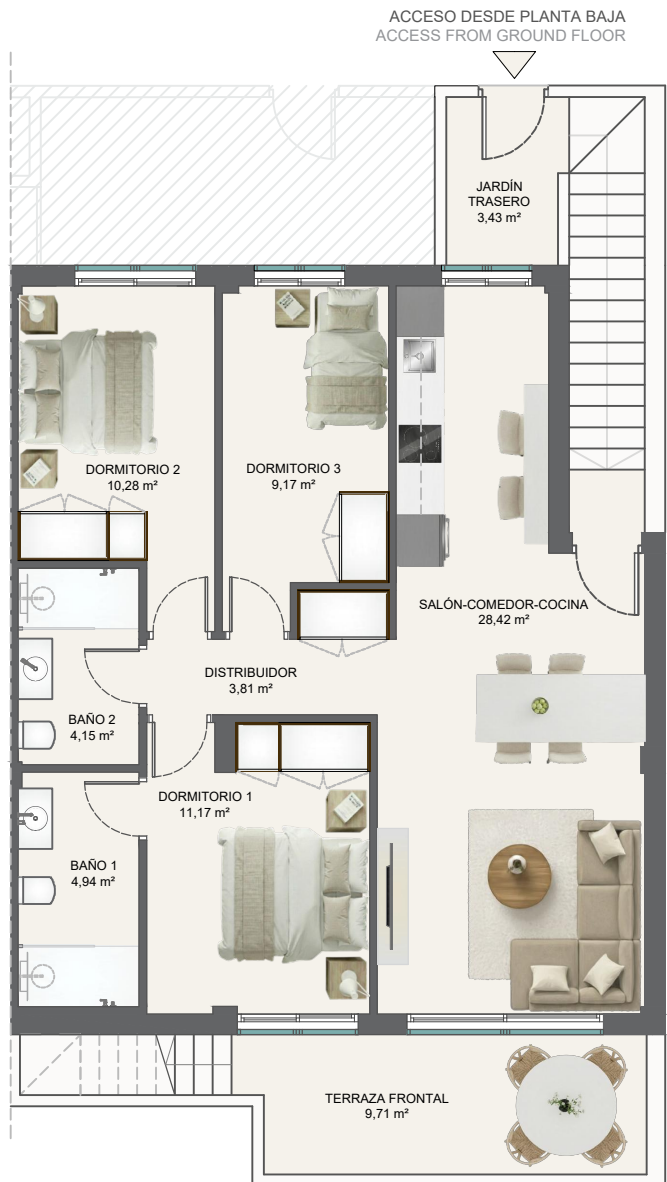 ACCESO DESDE PLANTA BAJA
ACCESS FROM GROUND FLOOR
JARDÍN
TRASERO
3,43 m²
DORMITORIO 2
10,28 m²
DORMITORIO 3
9,17 m²
SALÓN-COMEDOR-COCINA
28,42 m²
DISTRIBUIDOR
3,81 m²
BAÑO 2
4,15 m²
DORMITORIO 1
11,17 m²
BAÑO 1
4,94 m²
TERRAZA FRONTAL
9,71 m²